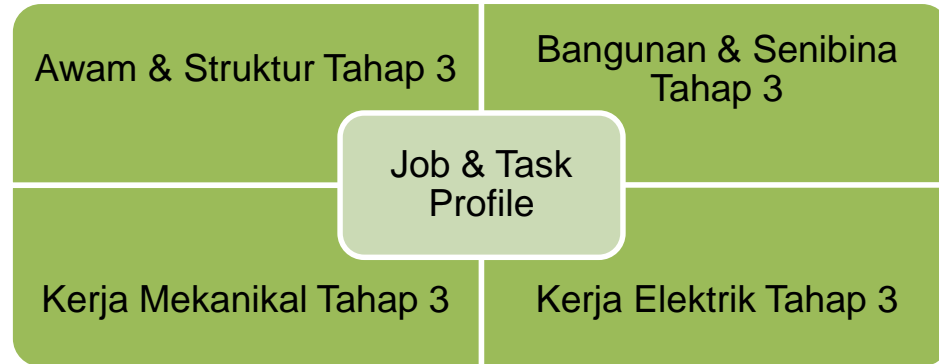 Awam & Struktur Tahap 3
Bangunan & Senibina
Tahap 3
Job & Task
Profile
Kerja Mekanikal Tahap 3
Kerja Elektrik Tahap 3